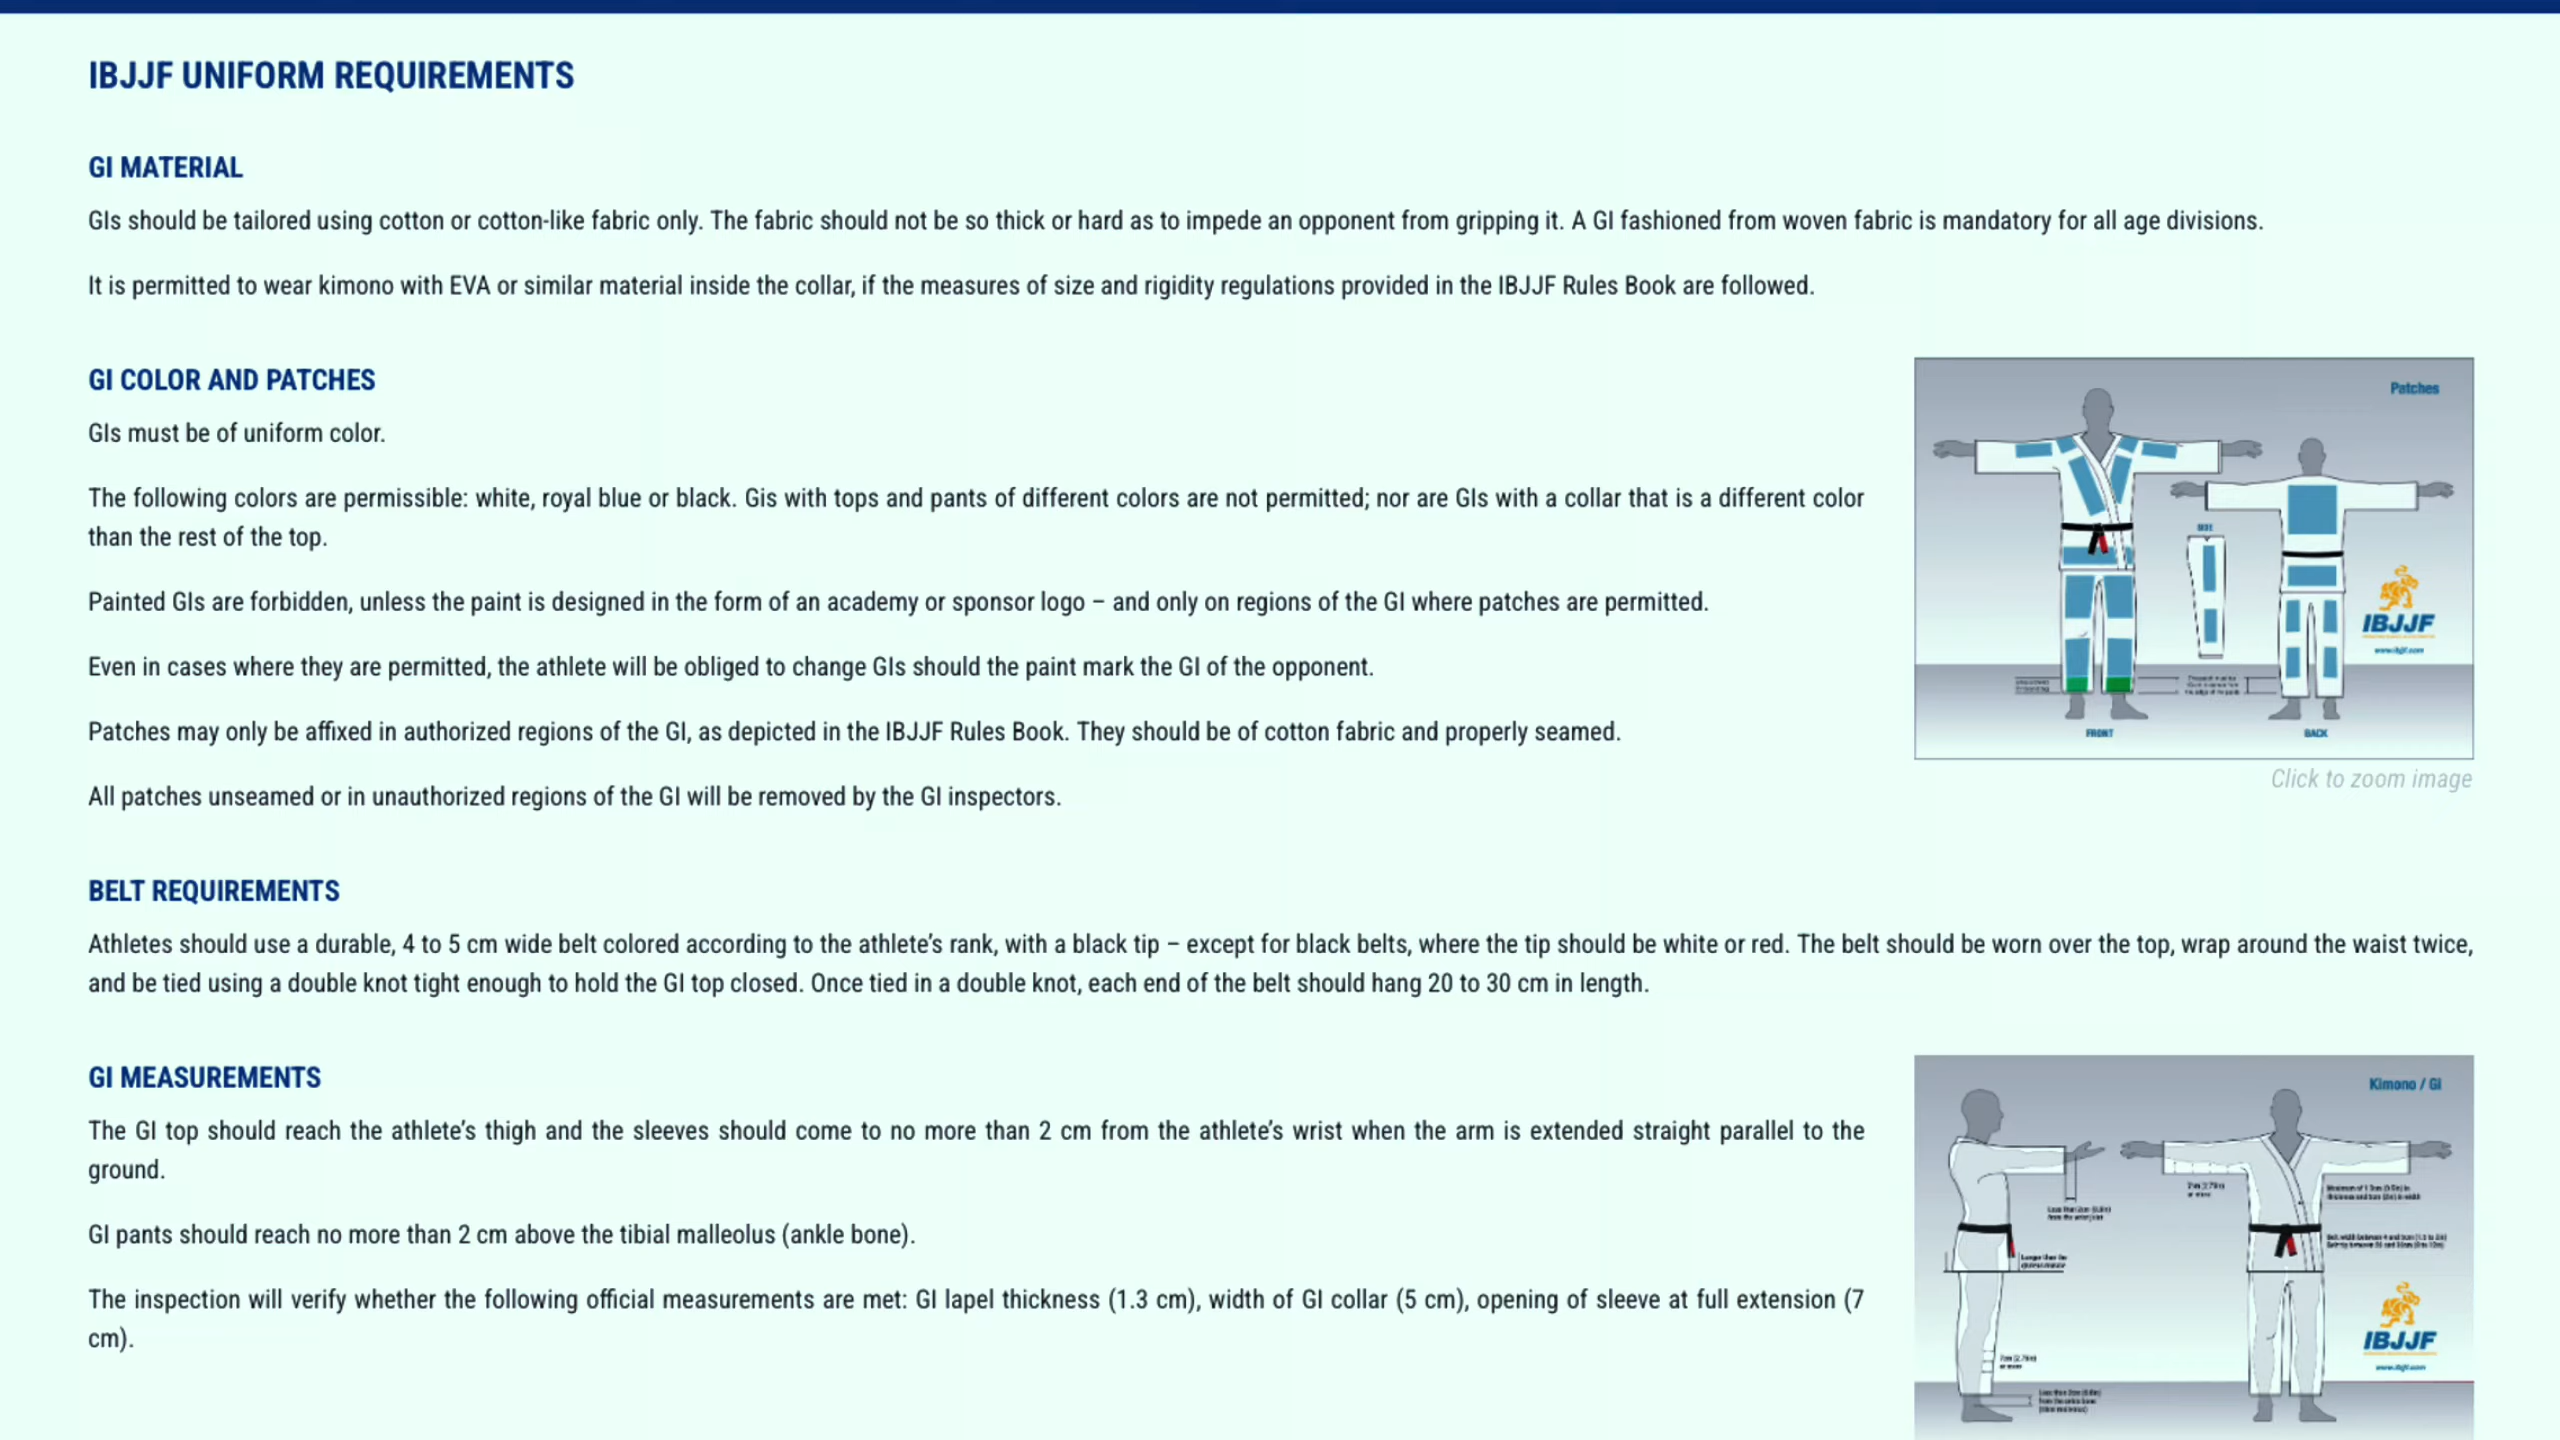 IBJJF UNIFORM REQUIREMENTS
GI MATERIAL
GIs should be tailored using cotton or cotton-like fabric only. The fabric should not be so thick or hard as to impede an opponent from gripping it. A GI fashioned from woven fabric is mandatory for all age divisions.
It is permitted to wear kimono with EVA or similar material inside the collar, if the measures of size and rigidity regulations provided in the IBJJF Rules Book are followed.
GI COLOR AND PATCHES
GIs must be of uniform color.
The following colors are permissible: white, royal blue or black. Gis with tops and pants of different colors are not permitted; nor are GIs with a collar that is a different color
than the rest of the top.
Painted GIs are forbidden, unless the paint is designed in the form of an academy or sponsor logo – and only on regions of the GI where patches are permitted.
Even in cases where they are permitted, the athlete will be obliged to change GIs should the paint mark the GI of the opponent.
Patches may only be affixed in authorized regions of the GI, as depicted in the IBJJF Rules Book. They should be of cotton fabric and properly seamed.
All patches unseamed or in unauthorized regions of the GI will be removed by the GI inspectors.
Patches
SIDE
IBJJF
www.ibjjf.com
FRONT
BACK
Click to zoom image
BELT REQUIREMENTS
Athletes should use a durable, 4 to 5 cm wide belt colored according to the athlete's rank, with a black tip – except for black belts, where the tip should be white or red. The belt should be worn over the top, wrap around the waist twice,
and be tied using a double knot tight enough to hold the GI top closed. Once tied in a double knot, each end of the belt should hang 20 to 30 cm in length.
GI MEASUREMENTS
The GI top should reach the athlete's thigh and the sleeves should come to no more than 2 cm from the athlete's wrist when the arm is extended straight parallel to the
ground.
GI pants should reach no more than 2 cm above the tibial malleolus (ankle bone).
The inspection will verify whether the following official measurements are met: GI lapel thickness (1.3 cm), width of GI collar (5 cm), opening of sleeve at full extension (7
cm).
Kimono / Gi
IBJJF
www.ibjjf.com